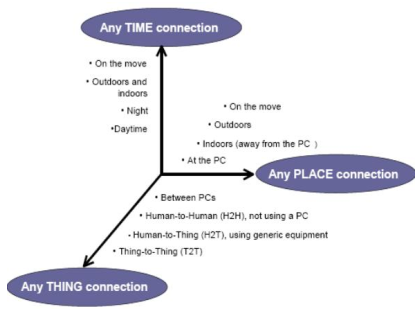 Any TIME connection
• On the move
• Outdoors and
indoors
• Night
•Daytime
• On the move
• Outdoors
• Indoors (away from the PC )
• At the PC
Any PLACE connection
• Between PCs
• Human-to-Human (H2H), not using a PC
• Human-to-Thing (H2T), using generic equipment
• Thing-to-Thing (T2T)
Any THING connection